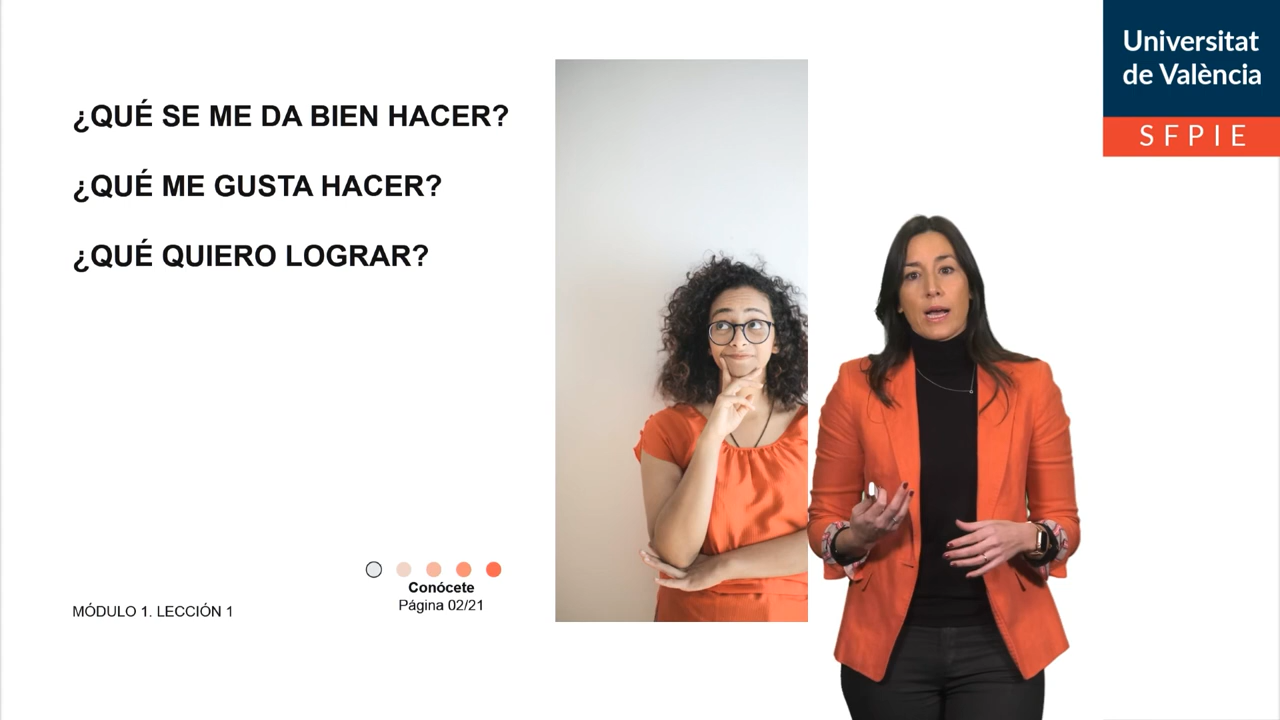 ¿QUÉ SE ME DA BIEN HACER?
¿QUÉ ME GUSTA HACER?
¿QUÉ QUIERO LOGRAR?
Universitat
de València
SFPIE
Conócete
Página 02/21
MÓDULO 1. LECCIÓN 1